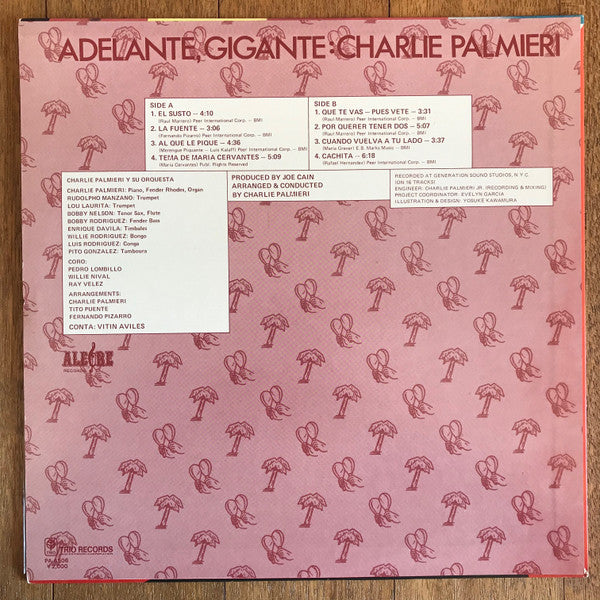 ADELANTE, GIGANTE: CHARLIE PALMIERI
SIDE A
1. EL SUSTO — 4:10
(Raul Marrero) Peer International Corp. — BMI
2. LA FUENTE — 3:06
(Fernando Pizarro) Peer International Corp. — BMI
3. AL QUE LE PIQUE — 4:36
(Merengue Piquante — Luis Kalaff) Peer International Corp. — BMI
4. TEMA DE MARIA CERVANTES — 5:09
(Maria Cervantes) Publ. Rights Reserved
SIDE B
1. QUE TE VAS — PUES VETE — 3:31
(Raul Marrero) Peer International Corp. — BMI
2. POR QUERER TENER DOS — 5:07
(Raul Marrero) Peer International Corp. — BMI
3. CUANDO VUELVA A TU LADO — 3:37
(Maria Grever) E.B. Marks Music — BMI
4. CACHITA — 6:18
(Rafael Hernandez) Peer International Corp. — BMI
CHARLIE PALMIERI Y SU ORQUESTA
CHARLIE PALMIERI: Piano, Fender Rhodes, Organ
RUDOLPHO MANZANO: Trumpet
LOU LAURITA: Trumpet
BOBBY NELSON: Tenor Sax, Flute
BOBBY RODRIGUEZ: Fender Bass
ENRIQUE DAVILA: Timbales
WILLIE RODRIGUEZ: Bongo
LUIS RODRIGUEZ: Conga
PITO GONZALEZ: Tamboura
CORO:
PEDRO LOMBILLO
WILLIE NIVAL
RAY VELEZ
ARRANGEMENTS:
CHARLIE PALMIERI
TITO PUENTE
FERNANDO PIZARRO
CONTA: VITIN AVILES
PRODUCED BY JOE CAIN
ARRANGED & CONDUCTED
BY CHARLIE PALMIERI
RECORDED AT GENERATION SOUND STUDIOS, N.Y.C.
(ON 16 TRACKS)
ENGINEER: CHARLIE PALMIERI JR. (RECORDING & MIXING)
PROJECT COORDINATOR: EVELYN GARCIA
ILLUSTRATION & DESIGN: YOSUKE KAWAMURA
ALEGRE
RECORDS
TRIO RECORDS
¥2,000